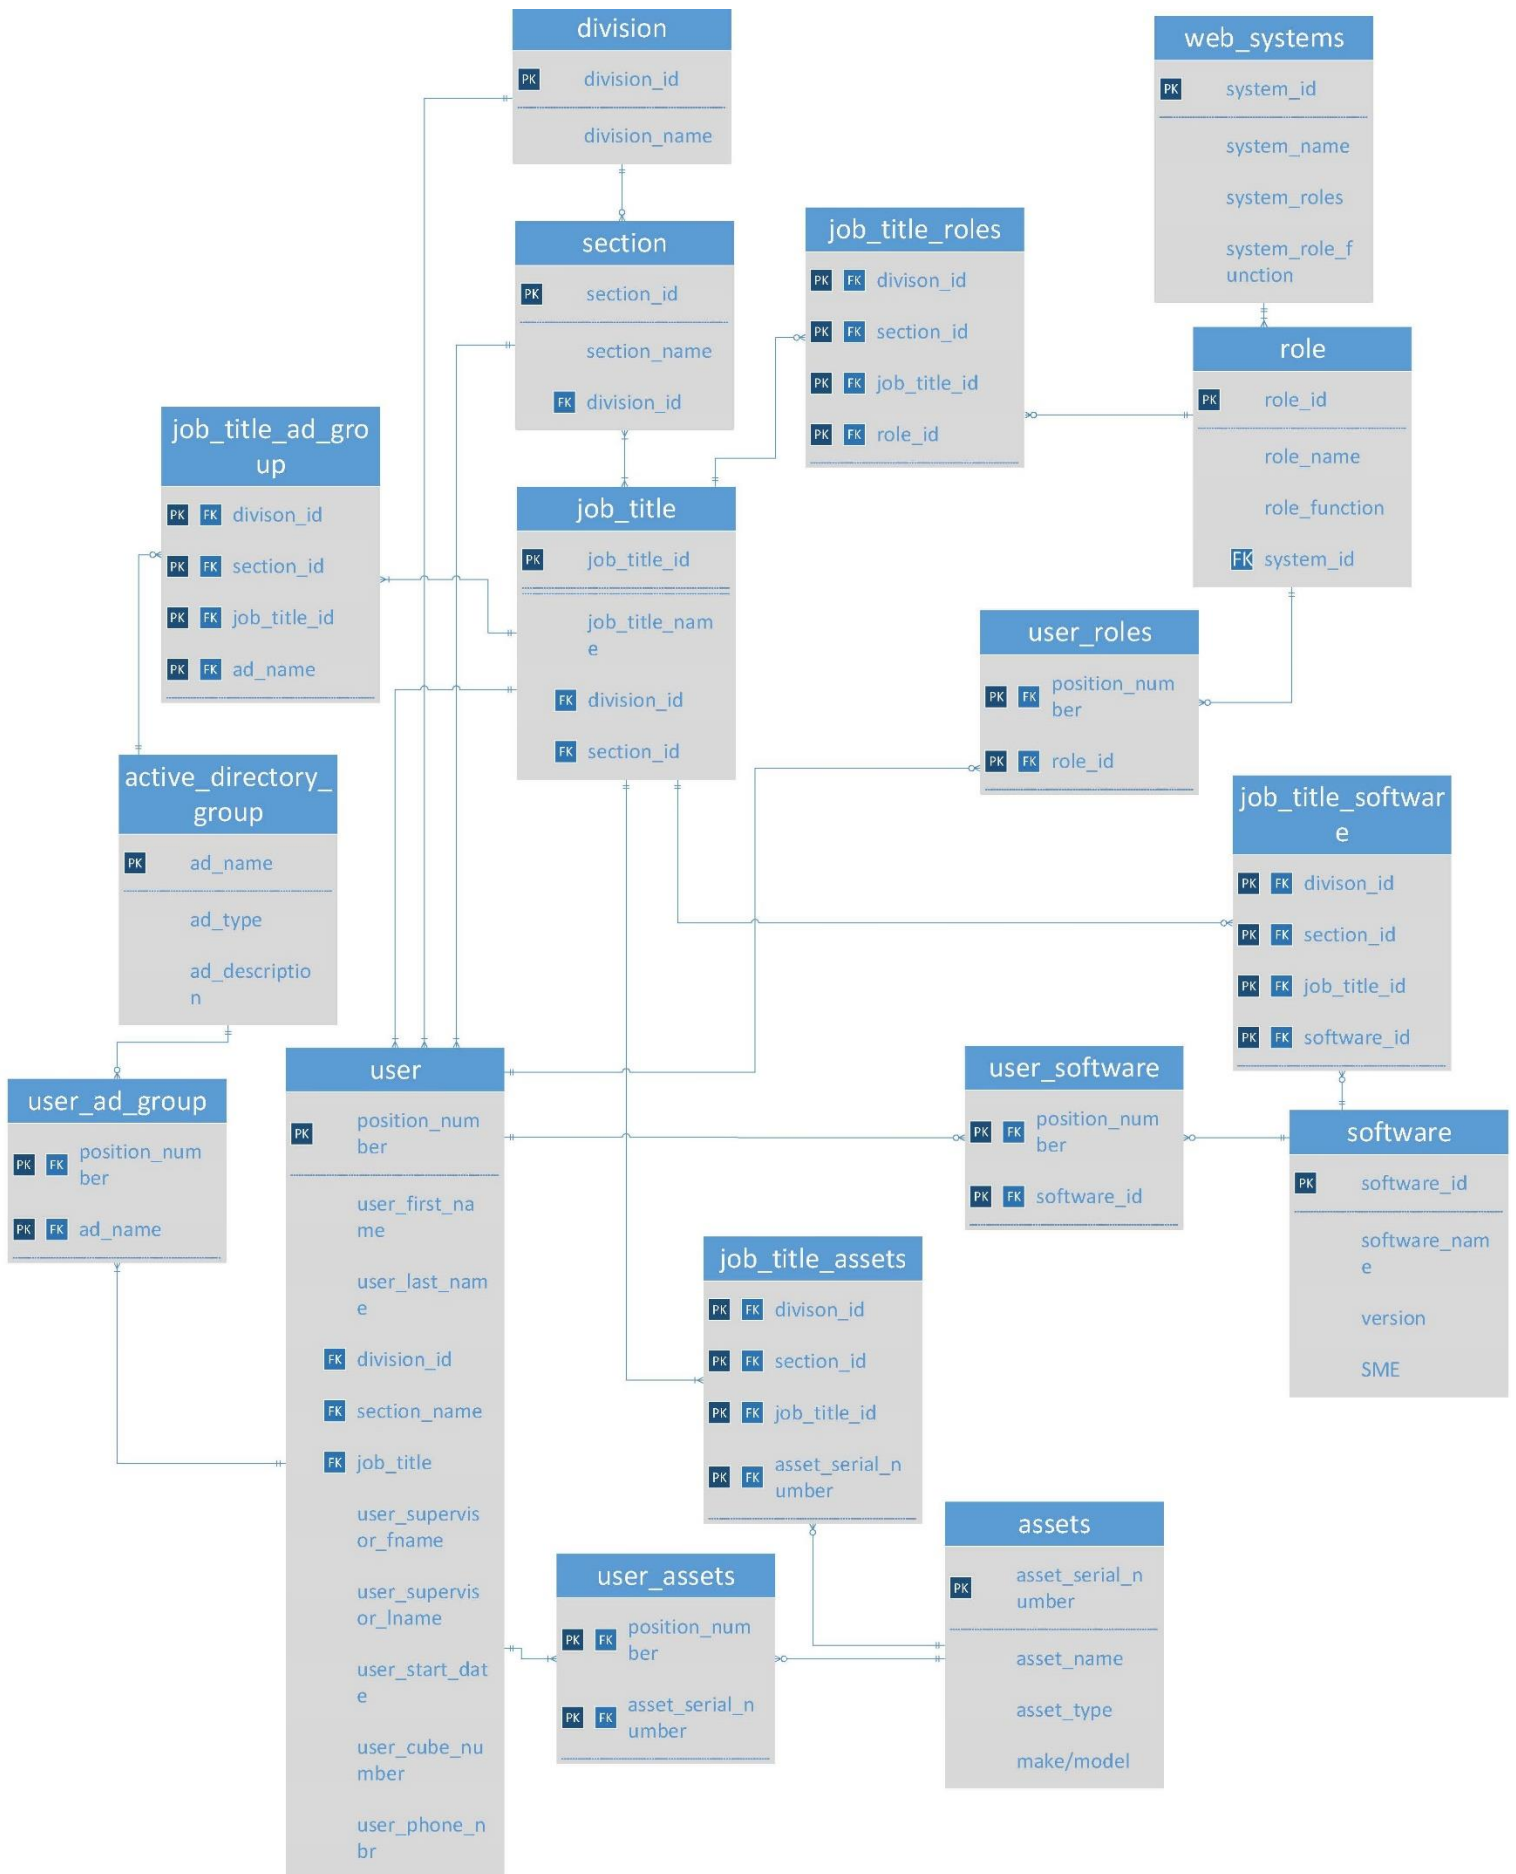 division
PK division_id
division_name
web_systems
PK system_id
system_name
system_roles
system_role_f
unction
section
PK section_id
section_name
FK division_id
job_title_roles
PK FK divison_id
PK FK section_id
PK FK job_title_id
PK FK role_id
role
PK role_id
role_name
role_function
FK system_id
job_title_ad_gro
up
PK FK divison_id
PK FK section_id
PK FK job_title_id
PK FK ad_name
job_title
PK job_title_id
job_title_nam
e
FK division_id
FK section_id
user_roles
PK FK position_num
ber
PK FK role_id
active_directory_
group
PK ad_name
ad_type
ad_descriptio
n
job_title_softwar
e
PK FK divison_id
PK FK section_id
PK FK job_title_id
PK FK software_id
user_ad_group
PK FK position_num
ber
PK FK ad_name
user
PK position_num
ber
user_first_na
me
user_last_nam
e
FK division_id
FK section_name
FK job_title
user_supervis
or_fname
user_supervis
or_lname
user_start_dat
e
user_cube_nu
mber
user_phone_n
br
user_software
PK FK position_num
ber
PK FK software_id
software
PK software_id
software_nam
e
version
SME
job_title_assets
PK FK divison_id
PK FK section_id
PK FK job_title_id
PK FK asset_serial_n
umber
user_assets
PK FK position_num
ber
PK FK asset_serial_n
umber
assets
PK asset_serial_n
umber
asset_name
asset_type
make/model